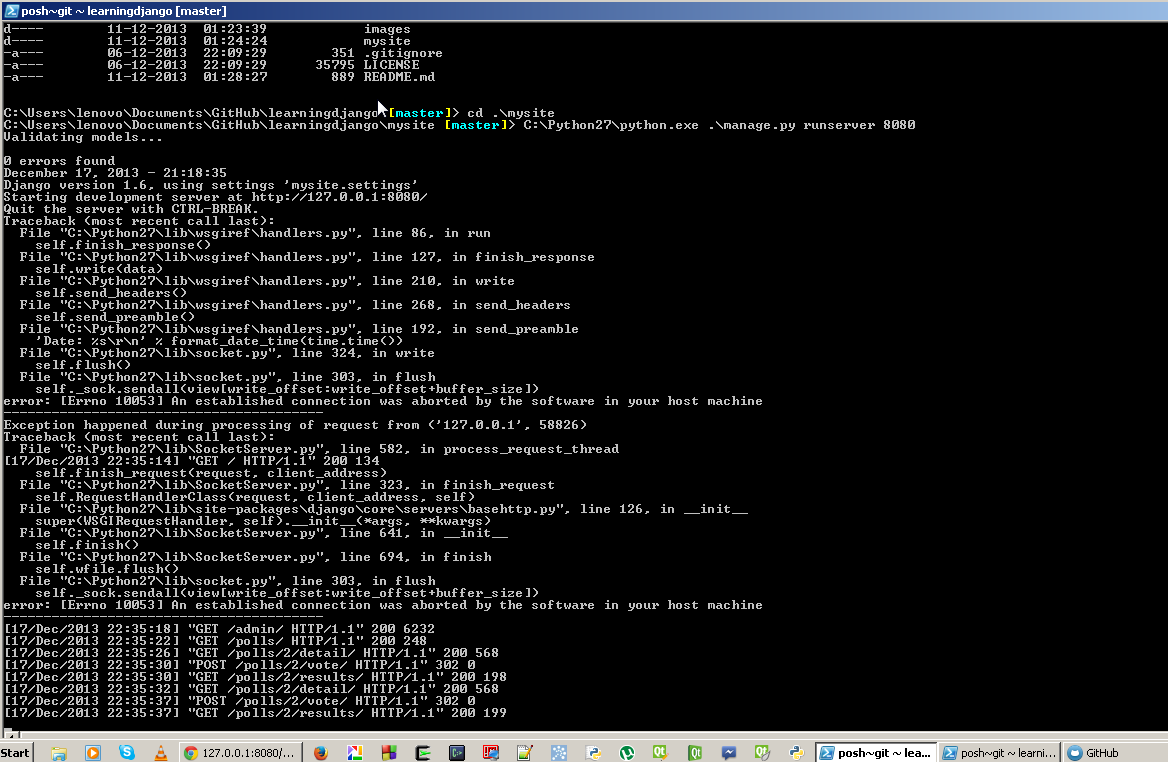 posh~git ~ learningdjango [master]
d---- 11-12-2013 01:23:39 images
d---- 11-12-2013 01:24:24 mysite
-a--- 06-12-2013 22:09:29 351 .gitignore
-a--- 06-12-2013 22:09:29 35795 LICENSE
-a--- 11-12-2013 01:28:27 889 README.md
C:\Users\lenovo\Documents\GitHub\learningdjango [master]> cd .\mysite
C:\Users\lenovo\Documents\GitHub\learningdjango\mysite [master]> C:\Python27\python.exe .\manage.py runserver 8080
Validating models...
0 errors found
December 17, 2013 - 21:18:35
Django version 1.6, using settings 'mysite.settings'
Starting development server at http://127.0.0.1:8080/
Quit the server with CTRL-BREAK.
Traceback (most recent call last):
File "C:\Python27\lib\wsgiref\handlers.py", line 86, in run
self.finish_response()
File "C:\Python27\lib\wsgiref\handlers.py", line 127, in finish_response
self.write(data)
File "C:\Python27\lib\wsgiref\handlers.py", line 210, in write
self.send_headers()
File "C:\Python27\lib\wsgiref\handlers.py", line 268, in send_headers
self.send_preamble()
File "C:\Python27\lib\wsgiref\handlers.py", line 192, in send_preamble
'Date: %s\r\n' % format_date_time(time.time())
File "C:\Python27\lib\socket.py", line 324, in write
self.flush()
File "C:\Python27\lib\socket.py", line 303, in flush
self._sock.sendall(view[write_offset:write_offset+buffer_size])
error: [Errno 10053] An established connection was aborted by the software in your host machine
----------------------------------------
Exception happened during processing of request from ('127.0.0.1', 58826)
Traceback (most recent call last):
File "C:\Python27\lib\SocketServer.py", line 582, in process_request_thread
[17/Dec/2013 22:35:14] "GET / HTTP/1.1" 200 134
self.finish_request(request, client_address)
File "C:\Python27\lib\SocketServer.py", line 323, in finish_request
self.RequestHandlerClass(request, client_address, self)
File "C:\Python27\lib\site-packages\django\core\servers\basehttp.py", line 126, in __init__
super(WSGIRequestHandler, self).__init__(*args, **kwargs)
File "C:\Python27\lib\SocketServer.py", line 641, in __init__
self.finish()
File "C:\Python27\lib\SocketServer.py", line 694, in finish
self.wfile.flush()
File "C:\Python27\lib\socket.py", line 303, in flush
self._sock.sendall(view[write_offset:write_offset+buffer_size])
error: [Errno 10053] An established connection was aborted by the software in your host machine
----------------------------------------
[17/Dec/2013 22:35:18] "GET /admin/ HTTP/1.1" 200 6232
[17/Dec/2013 22:35:22] "GET /polls/ HTTP/1.1" 200 248
[17/Dec/2013 22:35:26] "GET /polls/2/detail/ HTTP/1.1" 200 568
[17/Dec/2013 22:35:30] "POST /polls/2/vote/ HTTP/1.1" 302 0
[17/Dec/2013 22:35:30] "GET /polls/2/results/ HTTP/1.1" 200 198
[17/Dec/2013 22:35:32] "GET /polls/2/detail/ HTTP/1.1" 200 568
[17/Dec/2013 22:35:37] "POST /polls/2/vote/ HTTP/1.1" 302 0
[17/Dec/2013 22:35:37] "GET /polls/2/results/ HTTP/1.1" 200 199
Start 127.0.0.1:8080/... posh~git ~ lea... posh~git ~ learni... GitHub